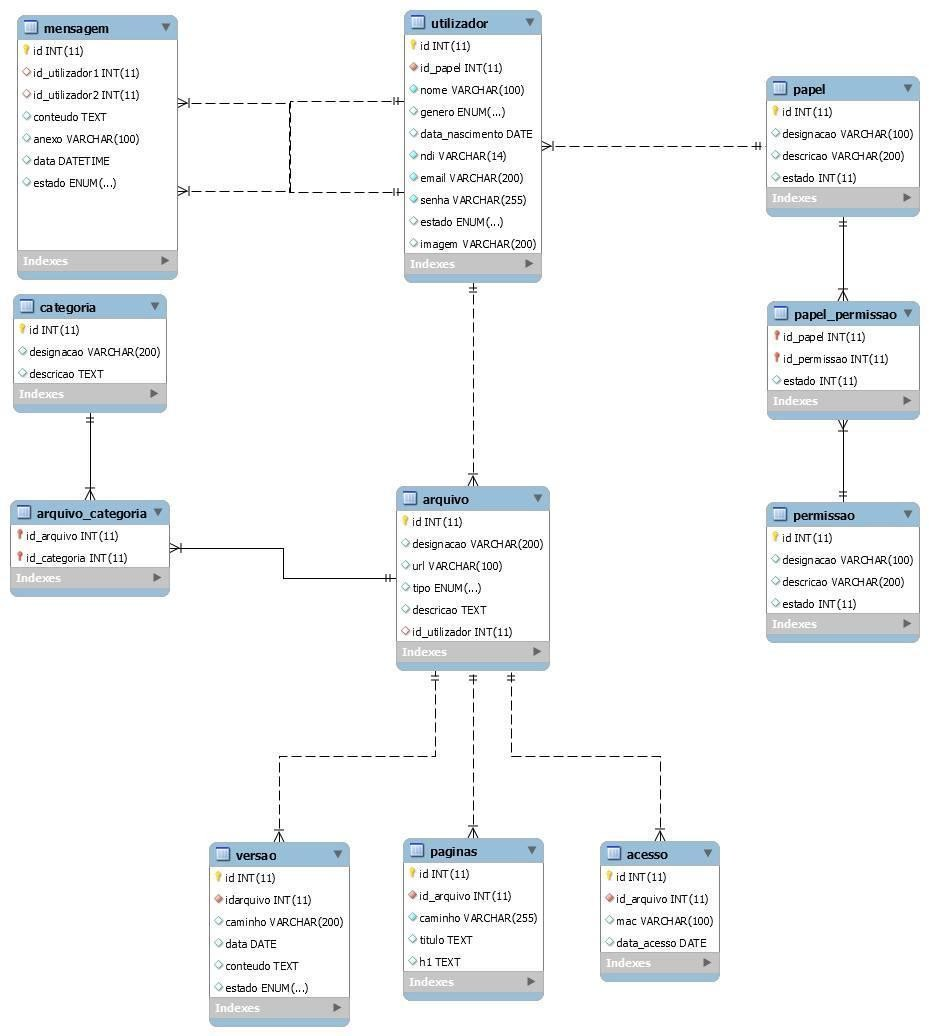 mensagem
id INT(11)
id_utilizador1 INT(11)
id_utilizador2 INT(11)
conteudo TEXT
anexo VARCHAR(100)
data DATETIME
estado ENUM(...)
Indexes
utilizador
id INT(11)
id_papel INT(11)
nome VARCHAR(100)
genero ENUM(...)
data_nascimento DATE
ndi VARCHAR(14)
email VARCHAR(200)
senha VARCHAR(255)
estado ENUM(...)
imagem VARCHAR(200)
Indexes
papel
id INT(11)
designacao VARCHAR(100)
descricao VARCHAR(200)
estado INT(11)
Indexes
categoria
id INT(11)
designacao VARCHAR(200)
descricao TEXT
Indexes
papel_permissao
id_papel INT(11)
id_permissao INT(11)
estado INT(11)
Indexes
arquivo_categoria
id_arquivo INT(11)
id_categoria INT(11)
Indexes
arquivo
id INT(11)
designacao VARCHAR(200)
url VARCHAR(100)
tipo ENUM(...)
descricao TEXT
id_utilizador INT(11)
Indexes
permissao
id INT(11)
designacao VARCHAR(100)
descricao VARCHAR(200)
estado INT(11)
Indexes
versao
id INT(11)
idarquivo INT(11)
caminho VARCHAR(200)
data DATE
conteudo TEXT
estado ENUM(...)
Indexes
paginas
id INT(11)
id_arquivo INT(11)
caminho VARCHAR(255)
titulo TEXT
h1 TEXT
Indexes
acesso
id INT(11)
id_arquivo INT(11)
mac VARCHAR(100)
data_acesso DATE
Indexes